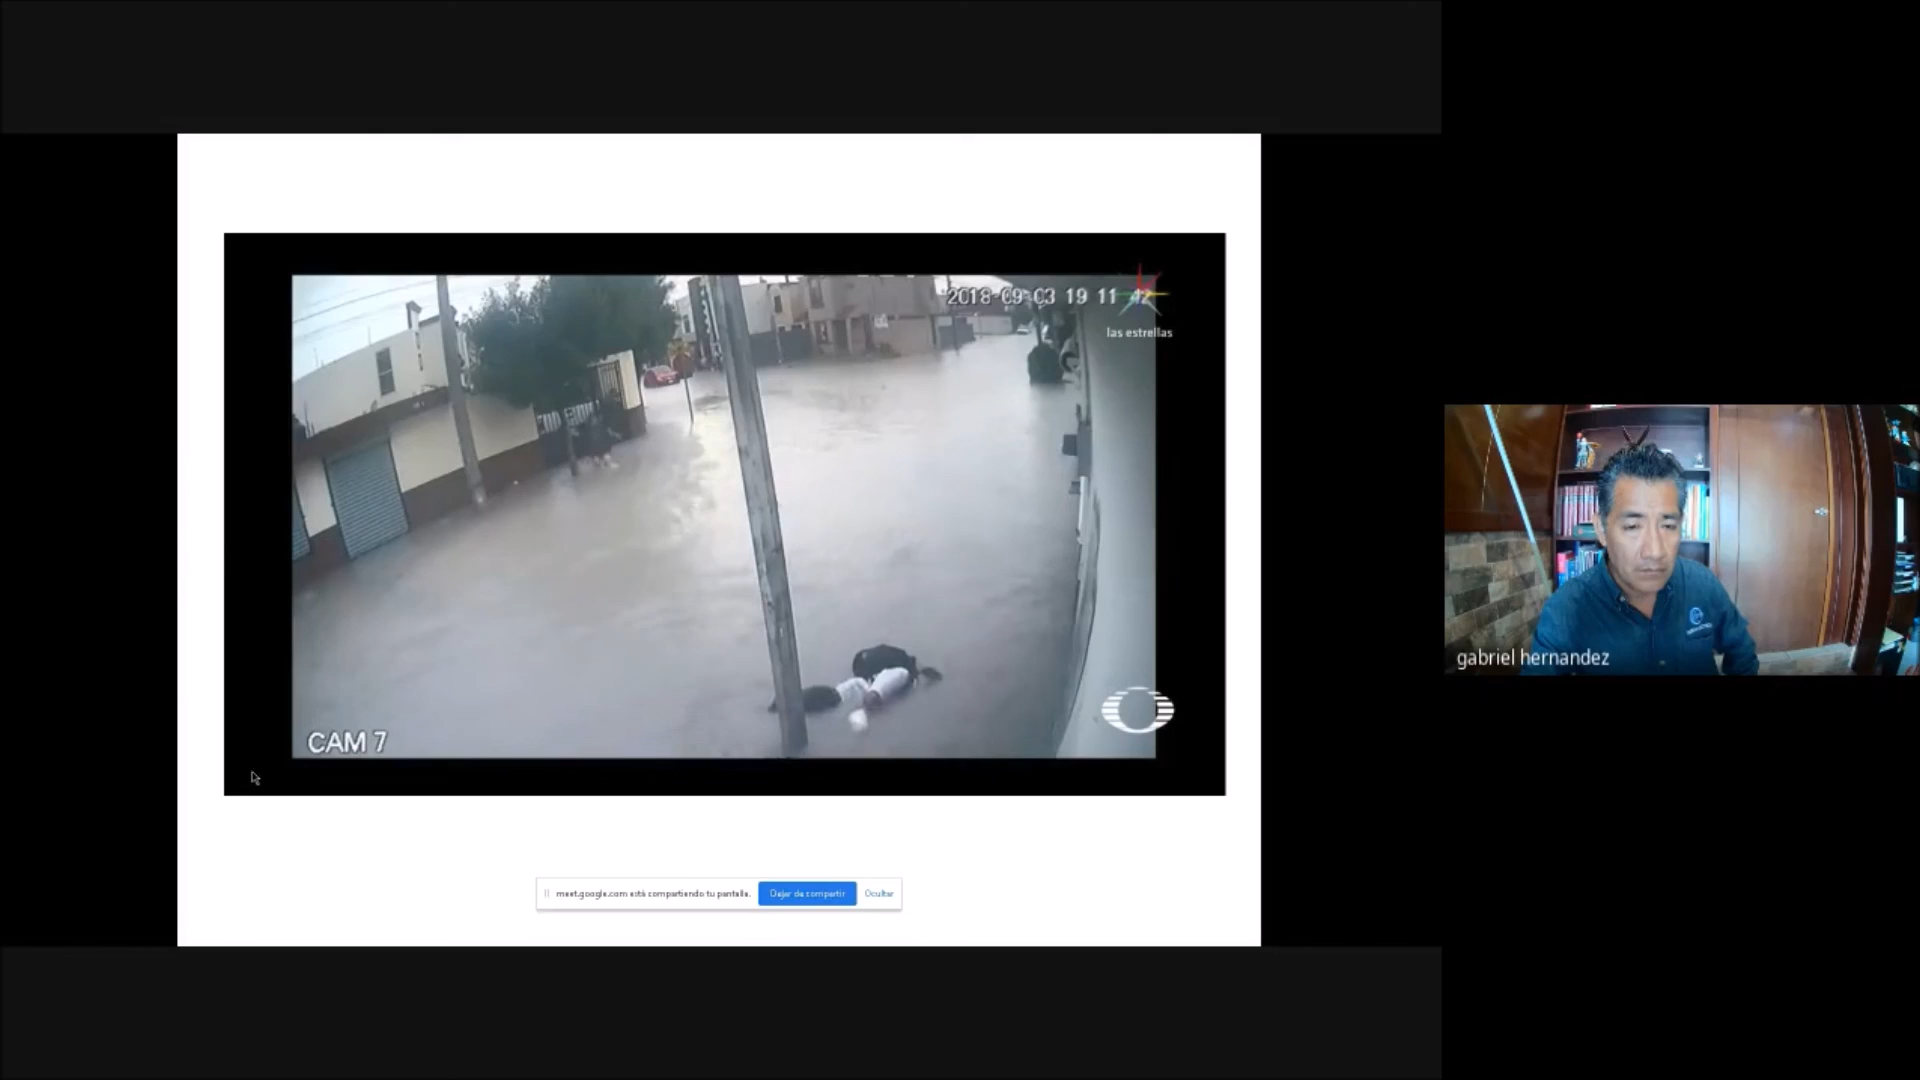 2018-09-03 19 11 42
las estrellas
CAM 7
gabriel hernandez
meet.google.com está compartiendo tu pantalla.
Dejar de compartir
Ocultar